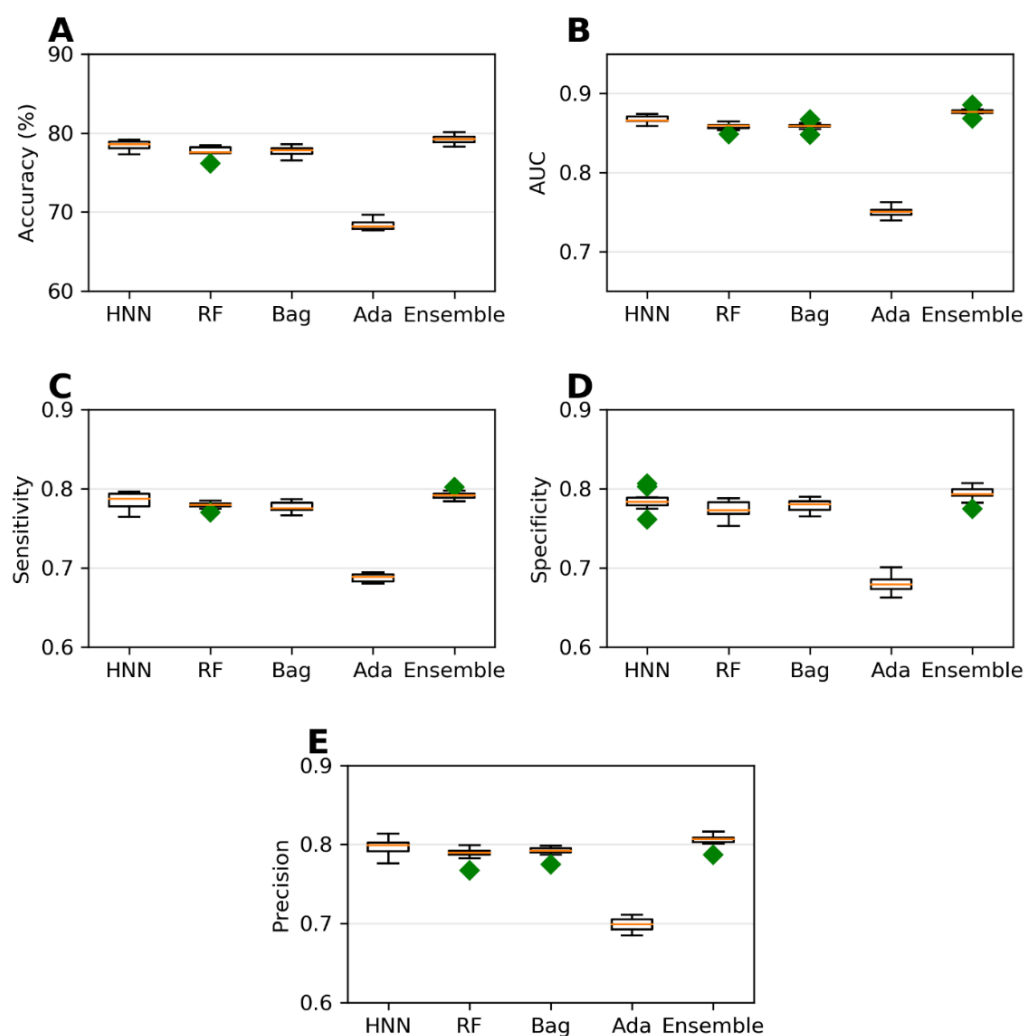 A
90
80
70
60
Accuracy (%)
HNN RF Bag Ada Ensemble
B
0.9
0.8
0.7
AUC
HNN RF Bag Ada Ensemble
C
0.9
0.8
0.7
0.6
Sensitivity
HNN RF Bag Ada Ensemble
D
0.9
0.8
0.7
0.6
Specificity
HNN RF Bag Ada Ensemble
E
0.9
0.8
0.7
0.6
Precision
HNN RF Bag Ada Ensemble